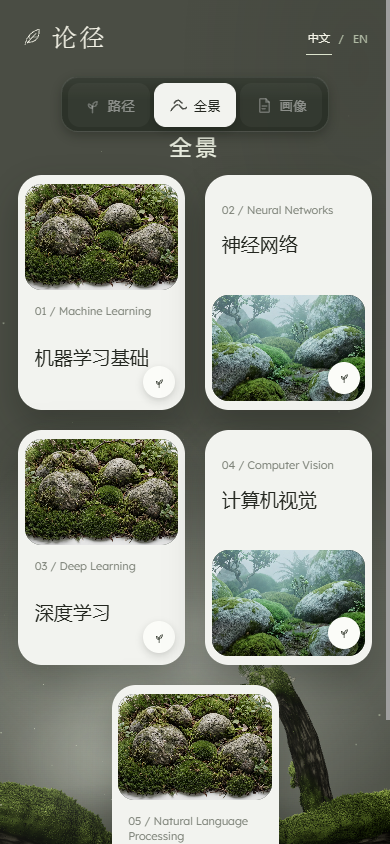 论径
中文 / EN
路径
全景
画像
全景
01 / Machine Learning
机器学习基础
02 / Neural Networks
神经网络
03 / Deep Learning
深度学习
04 / Computer Vision
计算机视觉
05 / Natural Language
Processing